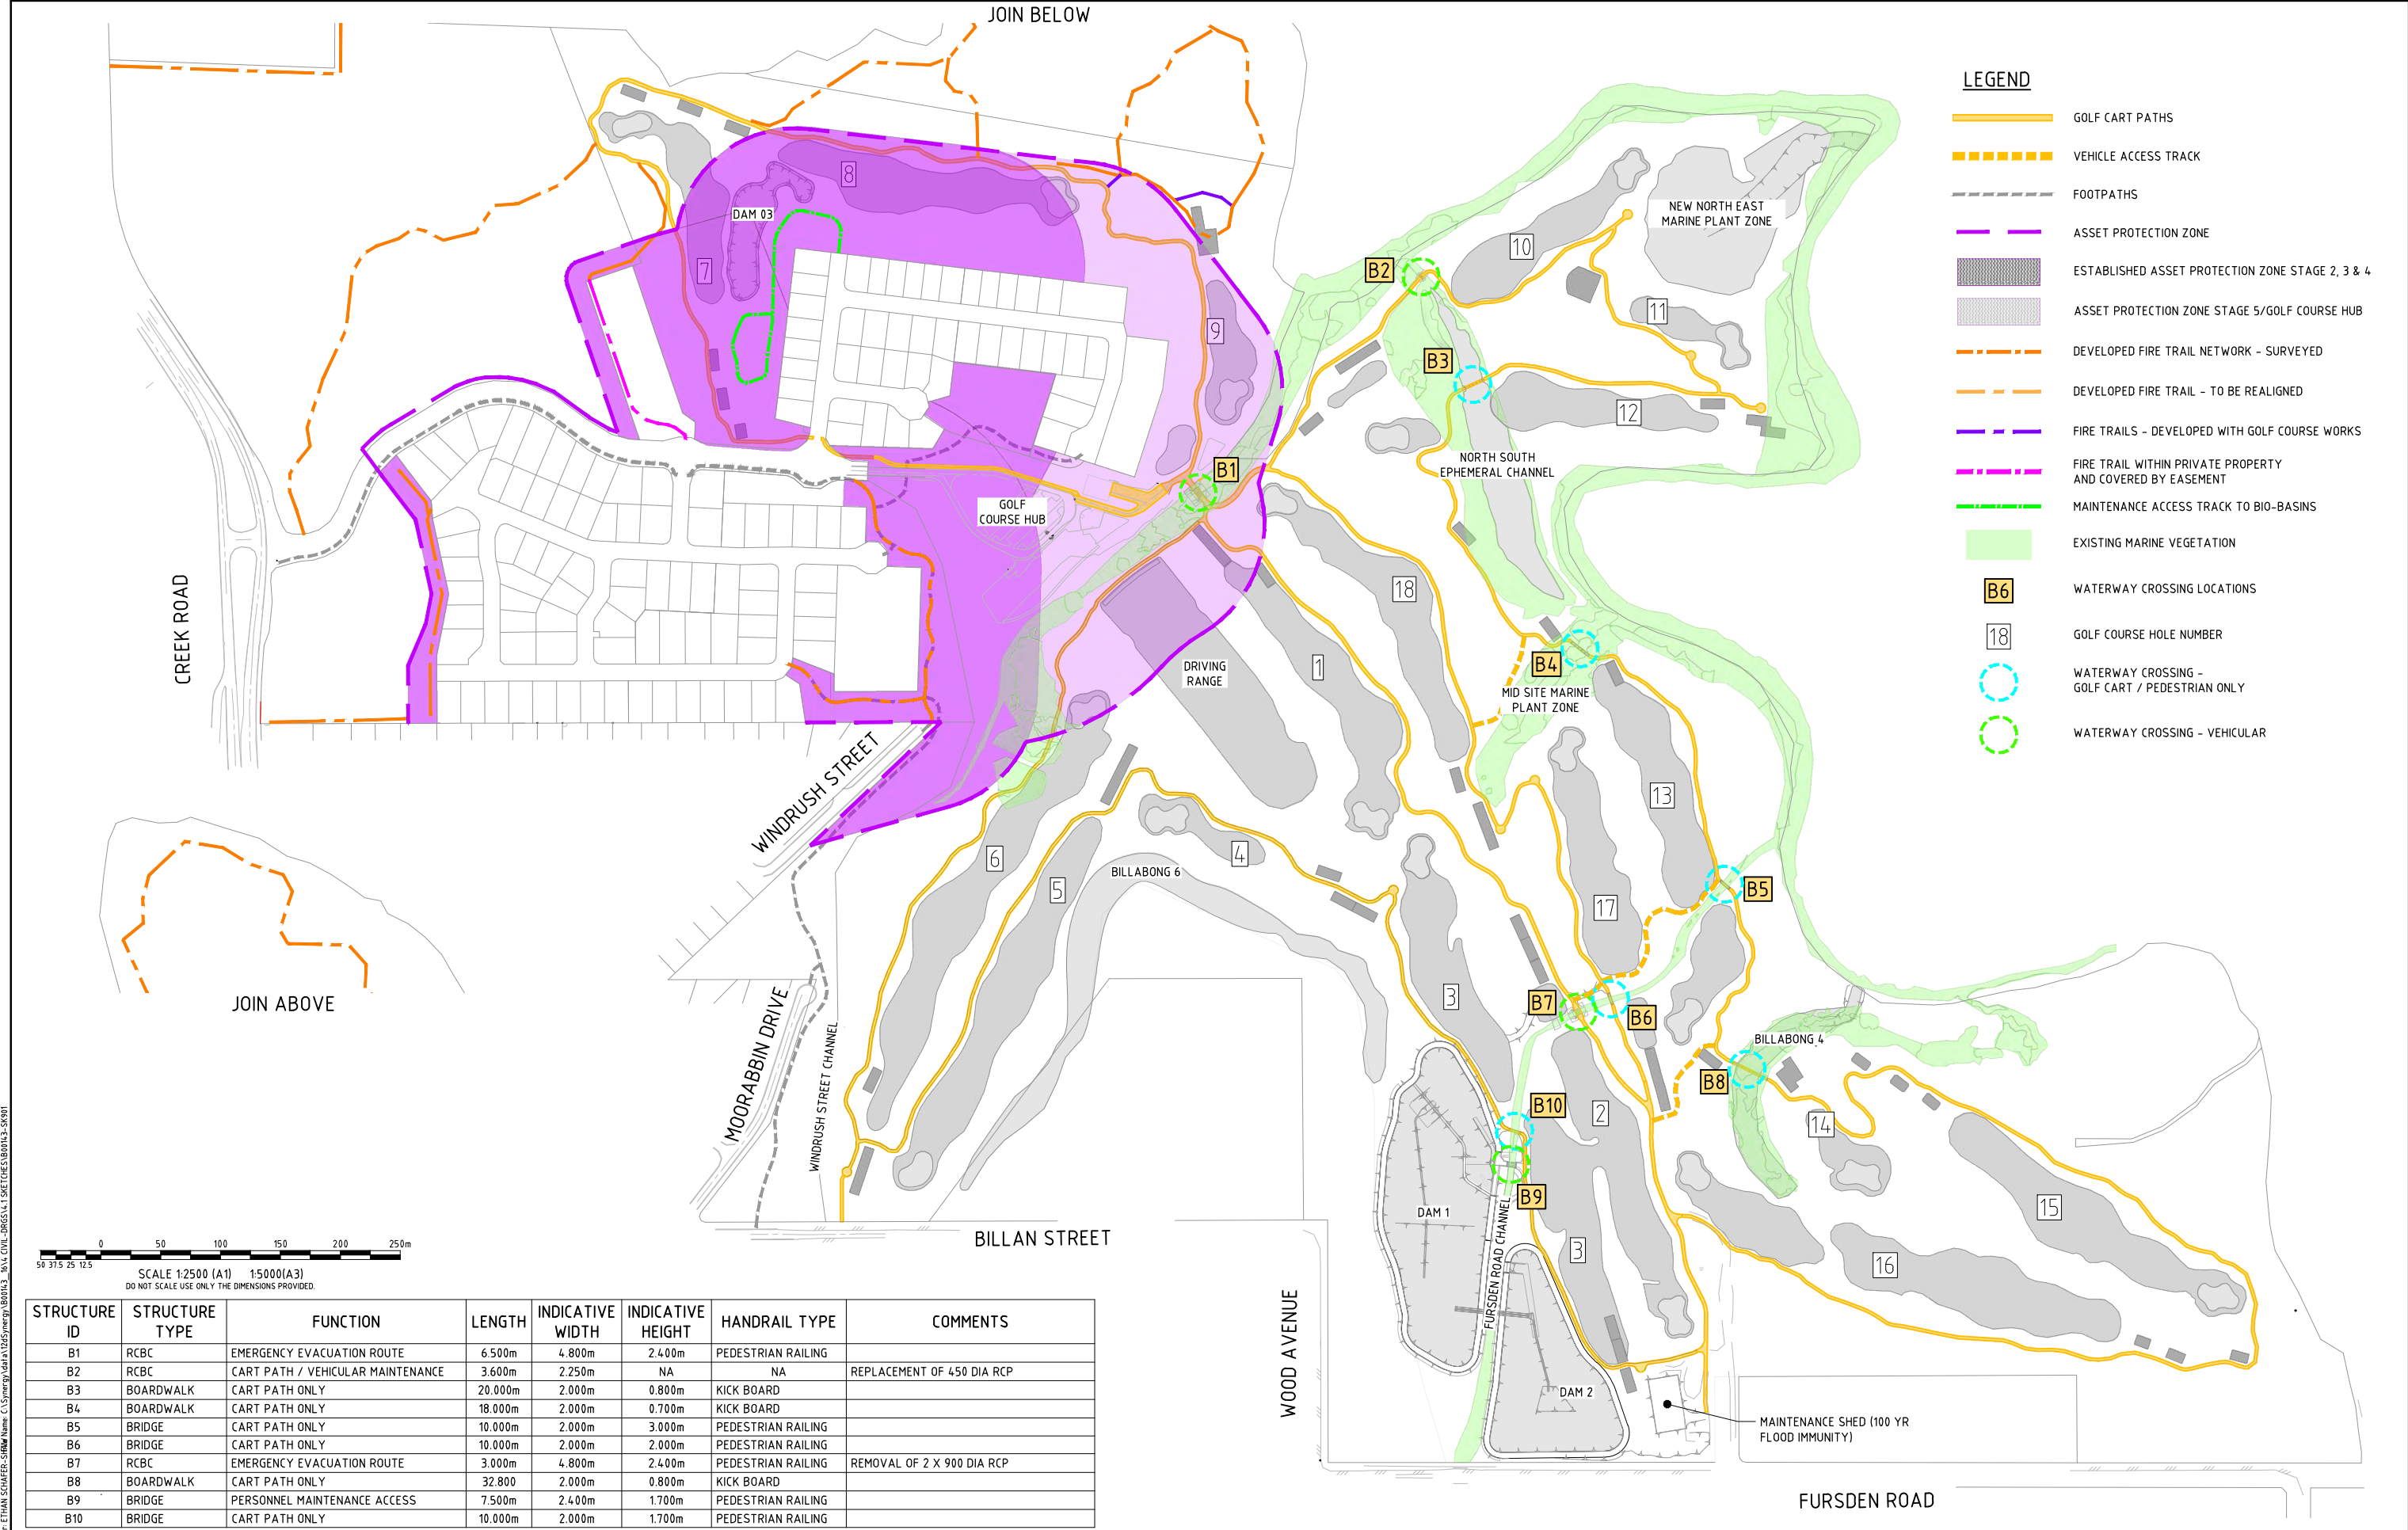 JOIN BELOW
LEGEND
GOLF CART PATHS
VEHICLE ACCESS TRACK
FOOTPATHS
ASSET PROTECTION ZONE
ESTABLISHED ASSET PROTECTION ZONE STAGE 2, 3 & 4
ASSET PROTECTION ZONE STAGE 5/GOLF COURSE HUB
DEVELOPED FIRE TRAIL NETWORK - SURVEYED
DEVELOPED FIRE TRAIL - TO BE REALIGNED
FIRE TRAILS - DEVELOPED WITH GOLF COURSE WORKS
FIRE TRAIL WITHIN PRIVATE PROPERTY
AND COVERED BY EASEMENT
MAINTENANCE ACCESS TRACK TO BIO-BASINS
EXISTING MARINE VEGETATION
B6
WATERWAY CROSSING LOCATIONS
18
GOLF COURSE HOLE NUMBER
WATERWAY CROSSING -
GOLF CART / PEDESTRIAN ONLY
WATERWAY CROSSING - VEHICULAR
8
DAM 03
7
9
NEW NORTH EAST
MARINE PLANT ZONE
10
B2
11
B3
12
NORTH SOUTH
EPHEMERAL CHANNEL
B1
GOLF
COURSE HUB
18
CREEK ROAD
1
DRIVING
RANGE
B4
MID SITE MARINE
PLANT ZONE
13
WINDRUSH STREET
6
5
4
BILLABONG 6
17
B5
3
B7
B6
BILLABONG 4
B8
JOIN ABOVE
MOORABBIN DRIVE
WINDRUSH STREET CHANNEL
B10
2
14
15
B9
DAM 1
FURSDEN ROAD CHANNEL
3
16
BILLAN STREET
WOOD AVENUE
DAM 2
MAINTENANCE SHED (100 YR
FLOOD IMMUNITY)
FURSDEN ROAD
0 50 100 150 200 250m
50 37.5 25 12.5
SCALE 1:2500 (A1) 1:5000(A3)
DO NOT SCALE USE ONLY THE DIMENSIONS PROVIDED.
STRUCTURE ID STRUCTURE TYPE FUNCTION LENGTH INDICATIVE WIDTH INDICATIVE HEIGHT HANDRAIL TYPE COMMENTS
B1 RCBC EMERGENCY EVACUATION ROUTE 6.500m 4.800m 2.400m PEDESTRIAN RAILING
B2 RCBC CART PATH / VEHICULAR MAINTENANCE 3.600m 2.250m NA NA REPLACEMENT OF 450 DIA RCP
B3 BOARDWALK CART PATH ONLY 20.000m 2.000m 0.800m KICK BOARD
B4 BOARDWALK CART PATH ONLY 18.000m 2.000m 0.700m KICK BOARD
B5 BRIDGE CART PATH ONLY 10.000m 2.000m 3.000m PEDESTRIAN RAILING
B6 BRIDGE CART PATH ONLY 10.000m 2.000m 2.000m PEDESTRIAN RAILING
B7 RCBC EMERGENCY EVACUATION ROUTE 3.000m 4.800m 2.400m PEDESTRIAN RAILING REMOVAL OF 2 X 900 DIA RCP
B8 BOARDWALK CART PATH ONLY 32.800 2.000m 0.800m KICK BOARD
B9 BRIDGE PERSONNEL MAINTENANCE ACCESS 7.500m 2.400m 1.700m PEDESTRIAN RAILING
B10 BRIDGE CART PATH ONLY 10.000m 2.000m 1.700m PEDESTRIAN RAILING